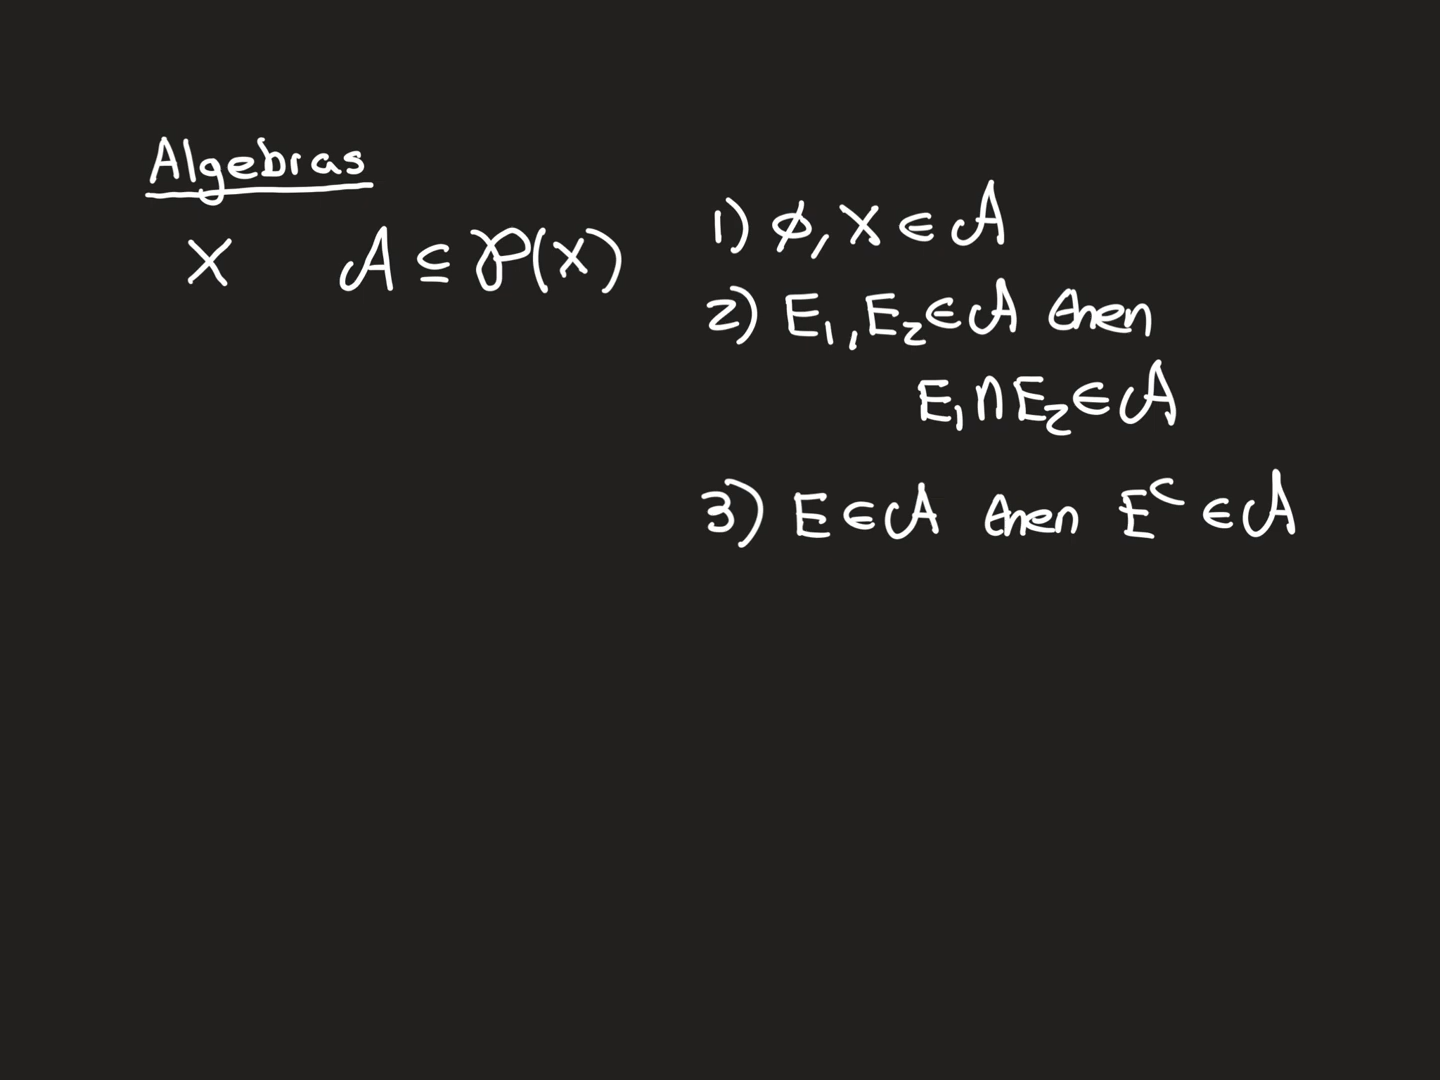 Algebras
X   𝒜 ⊆ 𝒫(X)
1) ∅, X ∈ 𝒜
2) E₁, E₂ ∈ 𝒜 then
E₁ ∩ E₂ ∈ 𝒜
3) E ∈ 𝒜 then Eᶜ ∈ 𝒜